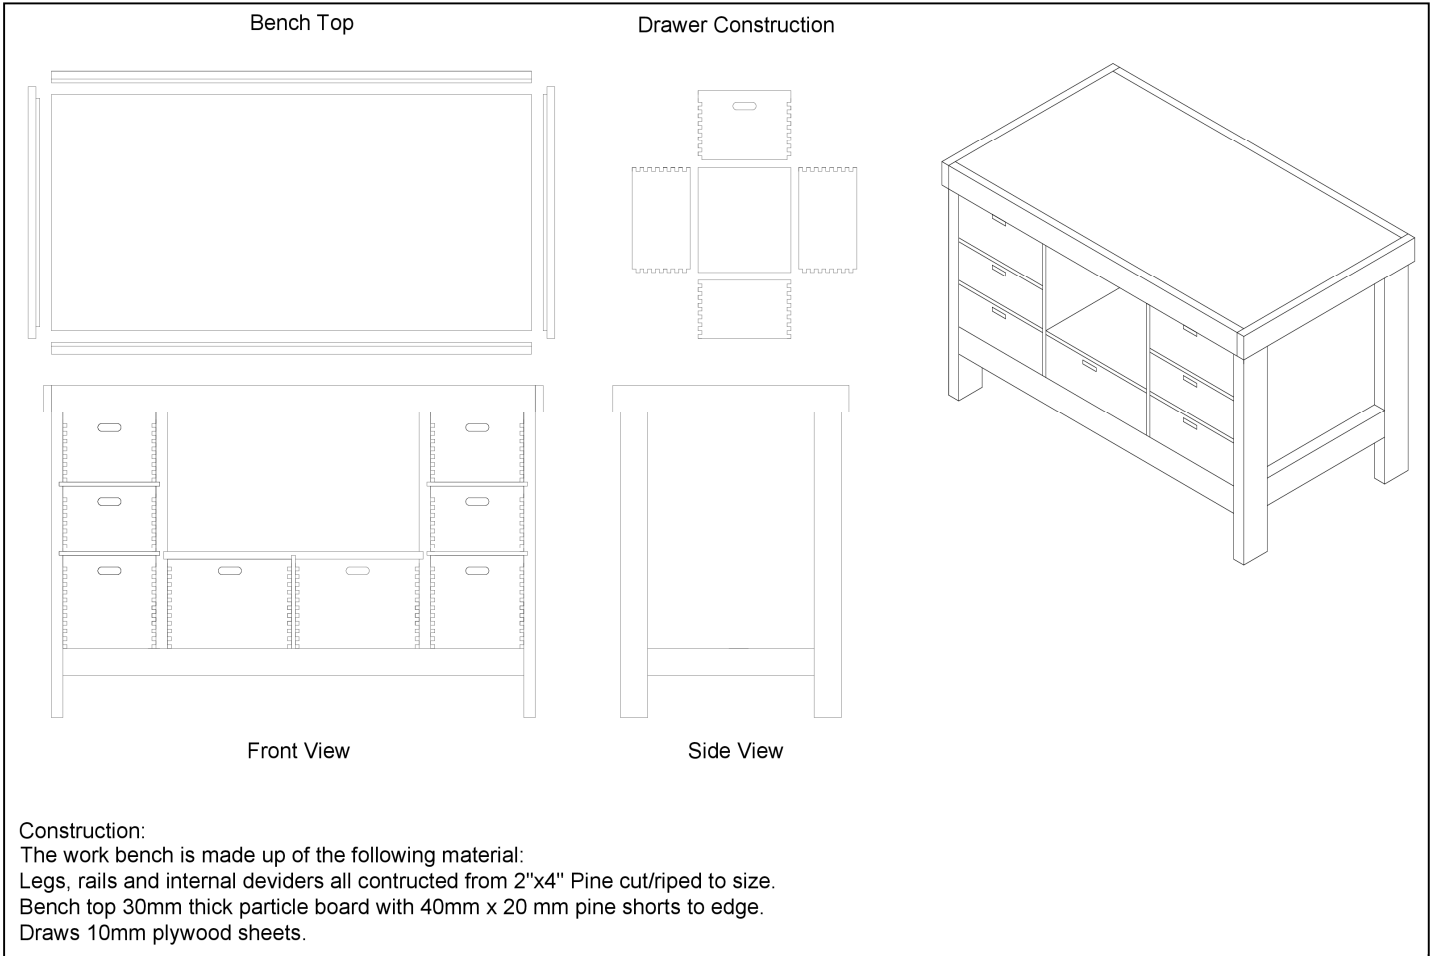 Bench Top
Drawer Construction
Front View
Side View
Construction:
The work bench is made up of the following material:
Legs, rails and internal deviders all contructed from 2"x4" Pine cut/riped to size.
Bench top 30mm thick particle board with 40mm x 20 mm pine shorts to edge.
Draws 10mm plywood sheets.